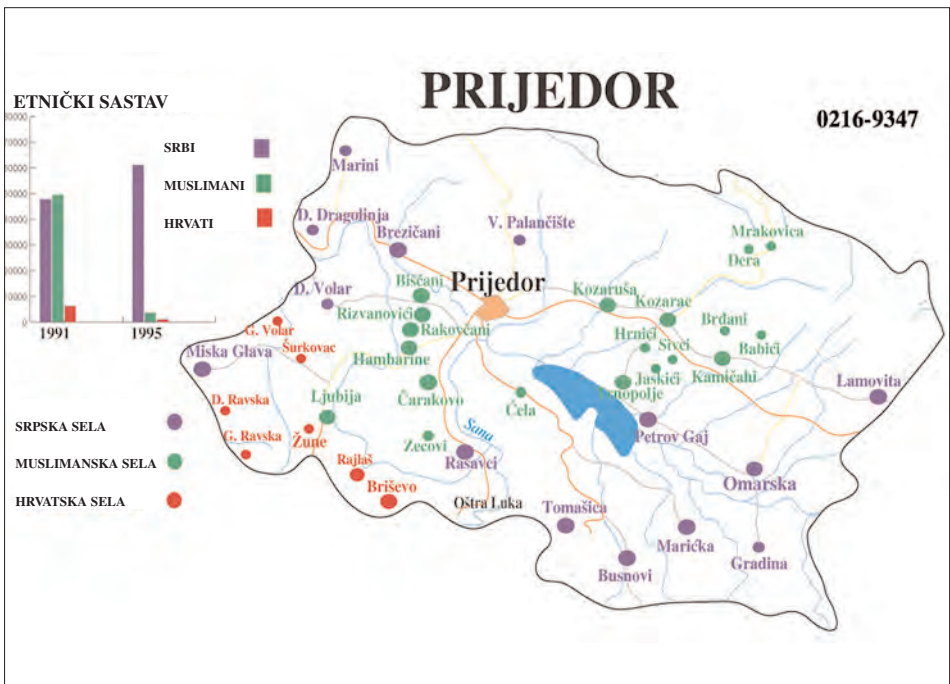 PRIJEDOR
0216-9347
ETNIČKI SASTAV
SRBI
MUSLIMANI
HRVATI
1991
1995
Marini
D. Dragolinja
Brezičani
V. Palančište
Mrakovica
Dera
D. Volar
Biščani
Prijedor
Kozaruša
Kozarac
Rizvanovići
Rakovčani
Hrnići
Brđani
G. Volar
Šurkovac
Hambarine
Sivci
Babići
Miska Glava
Jaskići
Kamičahi
Čarakovo
Čela
Lamovita
D. Ravska
Ljubija
Petrov Gaj
SRPSKA SELA
G. Ravska
Žune
Zecovi
Sana
MUSLIMANSKA SELA
Rajlaš
Rasavci
Omarska
HRVATSKA SELA
Briševo
Oštra Luka
Tomašica
Marićka
Gradina
Busnovi